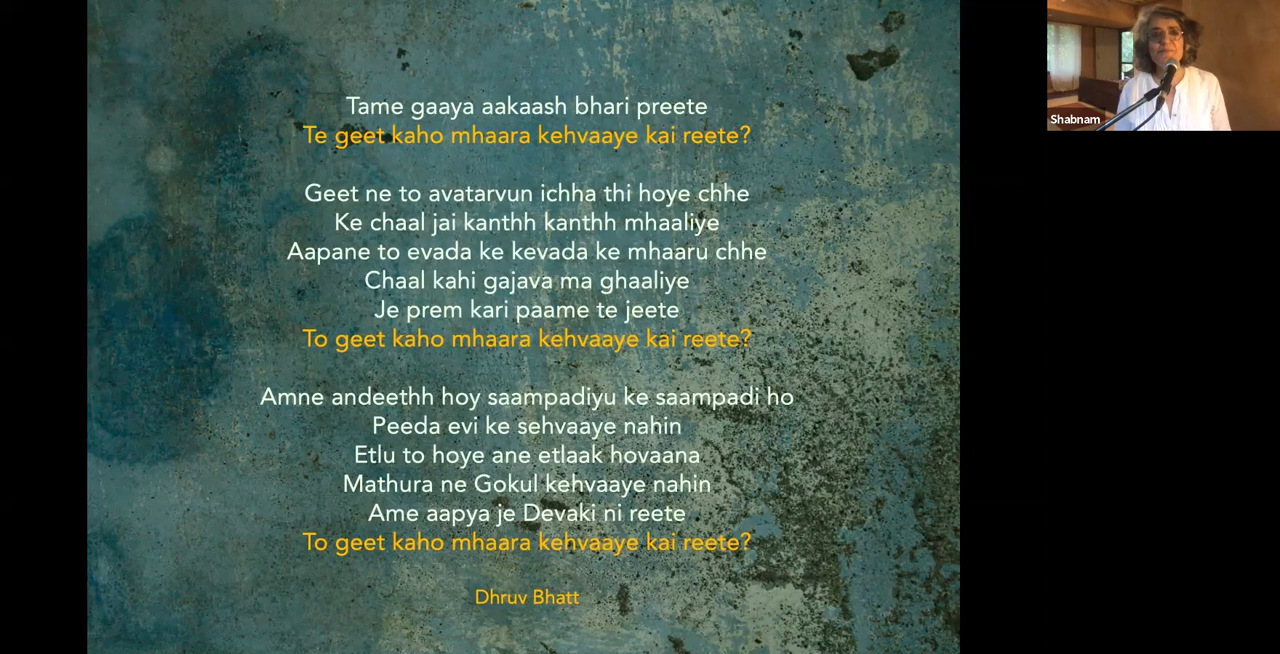 Tame gaaya aakaash bhari preete
Te geet kaho mhaara kehvaaye kai reete?
Geet ne to avatarvun ichha thi hoye chhe
Ke chaal jai kanthh kanthh mhaaliye
Aapane to evada ke kevada ke mhaaru chhe
Chaal kahi gajava ma ghaaliye
Je prem kari paame te jeete
To geet kaho mhaara kehvaaye kai reete?
Amne andeethh hoy saampadiyu ke saampadi ho
Peeda evi ke sehvaaye nahin
Etlu to hoye ane etlaak hovaana
Mathura ne Gokul kehvaaye nahin
Ame aapya je Devaki ni reete
To geet kaho mhaara kehvaaye kai reete?
Dhruv Bhatt
Shabnam